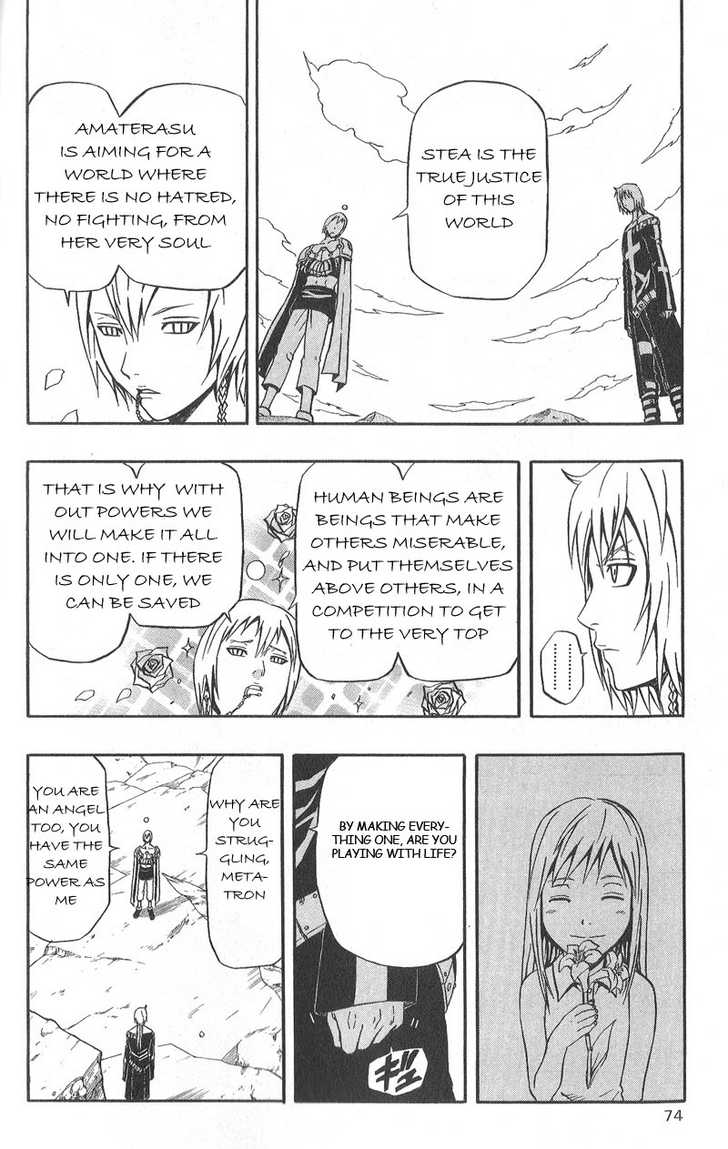 STEA IS THE
TRUE JUSTICE
OF THIS
WORLD
AMATERASU
IS AIMING FOR A
WORLD WHERE
THERE IS NO HATRED,
NO FIGHTING, FROM
HER VERY SOUL
..........
HUMAN BEINGS ARE
BEINGS THAT MAKE
OTHERS MISERABLE,
AND PUT THEMSELVES
ABOVE OTHERS, IN A
COMPETITION TO GET
TO THE VERY TOP
THAT IS WHY WITH
OUT POWERS WE
WILL MAKE IT ALL
INTO ONE. IF THERE
IS ONLY ONE, WE
CAN BE SAVED
BY MAKING EVERY-
THING ONE, ARE YOU
PLAYING WITH LIFE?
ギュ
WHY ARE
YOU
STRUG-
GLING,
META-
TRON
YOU ARE
AN ANGEL
TOO, YOU
HAVE THE
SAME
POWER AS
ME
74